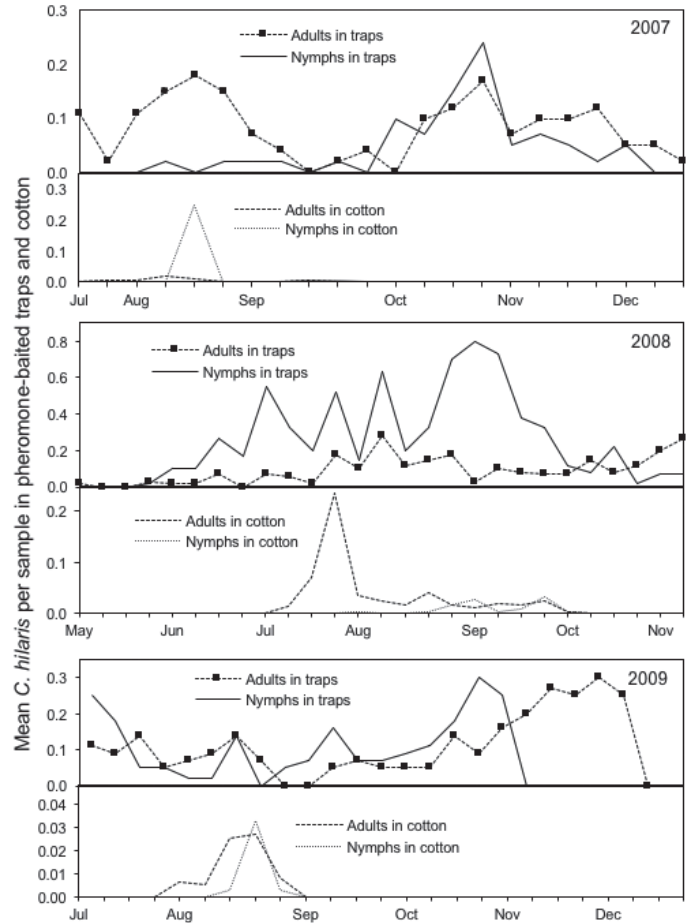 Mean C. hilaris per sample in pheromone-baited traps and cotton
0.3
2007
Adults in traps
Nymphs in traps
0.2
0.1
0.0
0.3
Adults in cotton
Nymphs in cotton
0.2
0.1
0.0
Jul Aug Sep Oct Nov Dec
2008
0.8
Adults in traps
Nymphs in traps
0.6
0.4
0.2
0.0
0.2
Adults in cotton
Nymphs in cotton
0.1
0.0
May Jun Jul Aug Sep Oct Nov
2009
0.3
Adults in traps
Nymphs in traps
0.2
0.1
0.0
0.04
Adults in cotton
Nymphs in cotton
0.03
0.02
0.01
0.00
Jul Aug Sep Oct Nov Dec